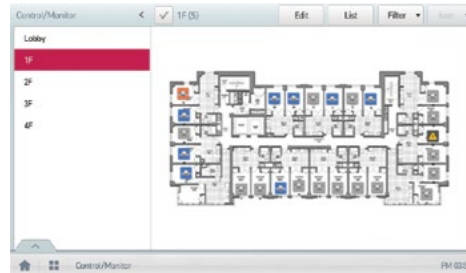 Control/Monitor
1F (5)
Edit
List
Filter
Lobby
1F
2F
3F
4F
Control/Monitor